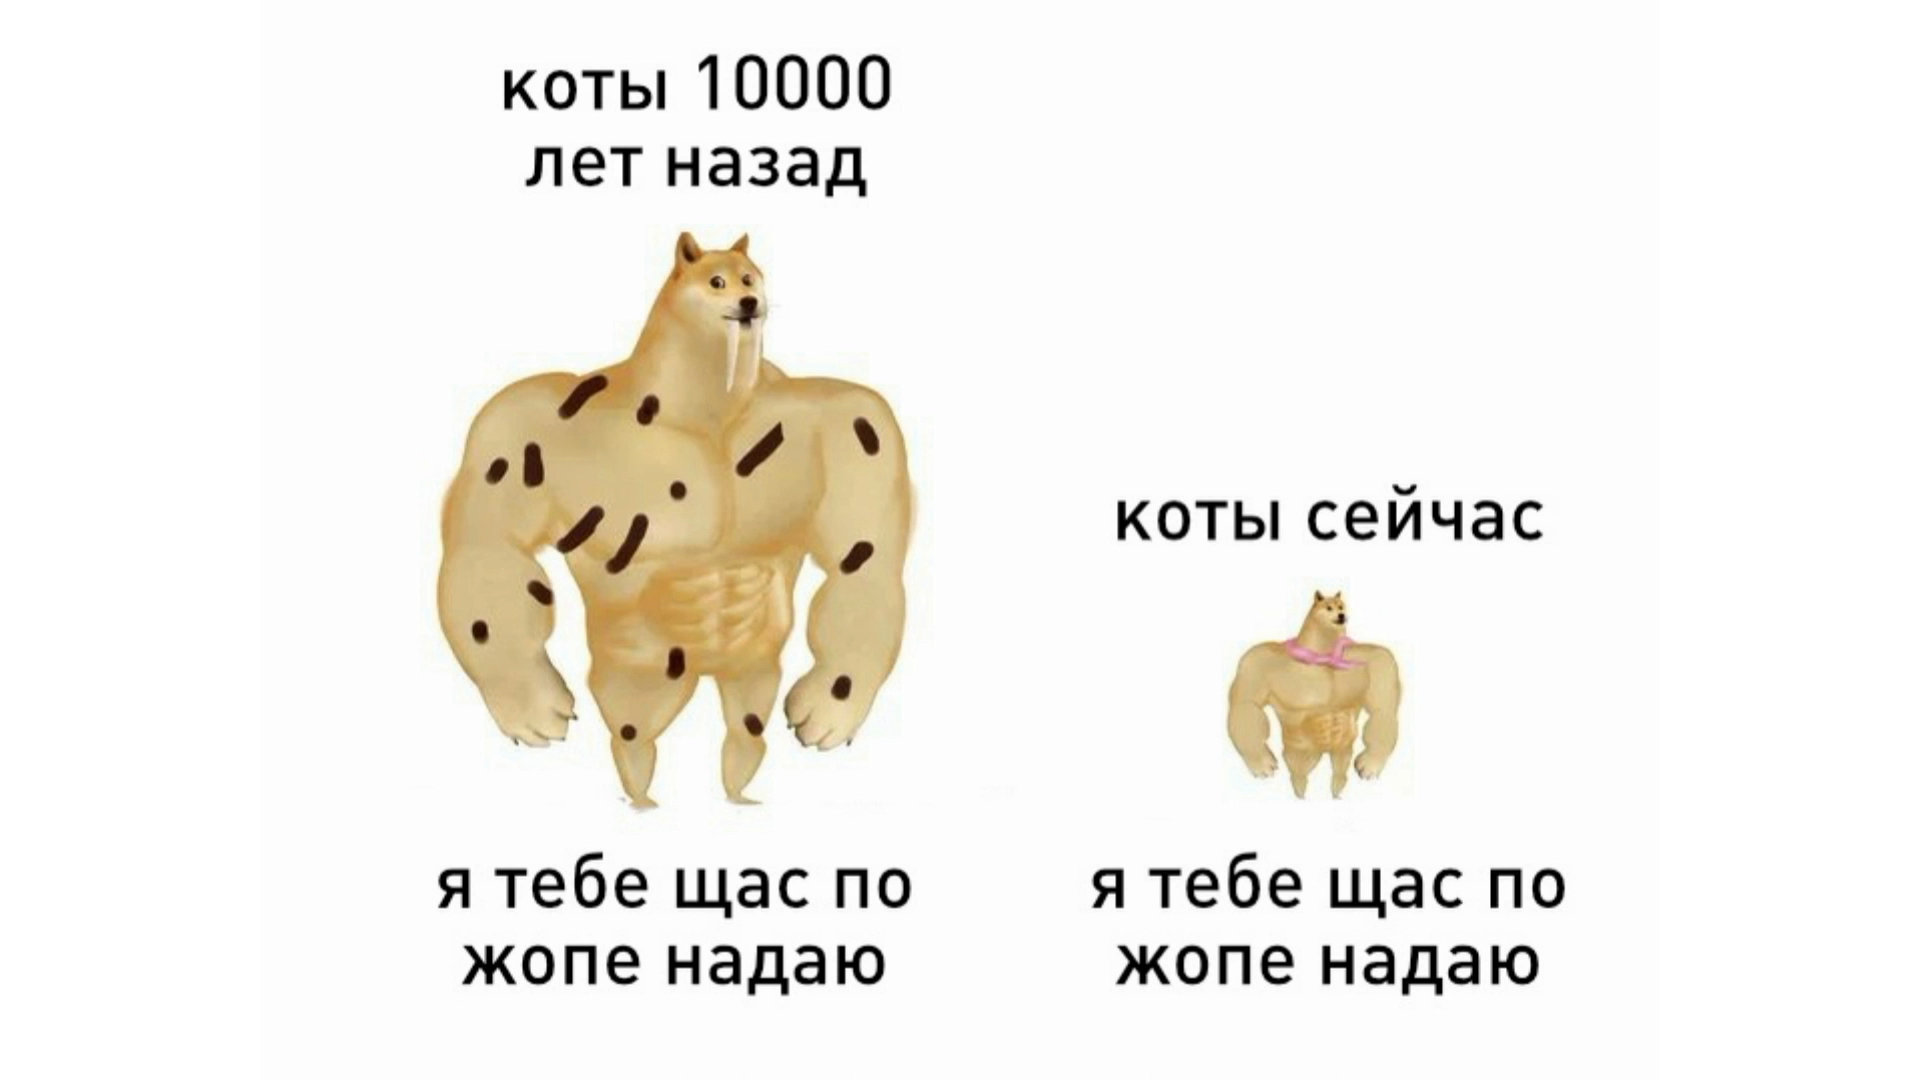 коты 10000
лет назад
я тебе щас по
жопе надаю
коты сейчас
я тебе щас по
жопе надаю